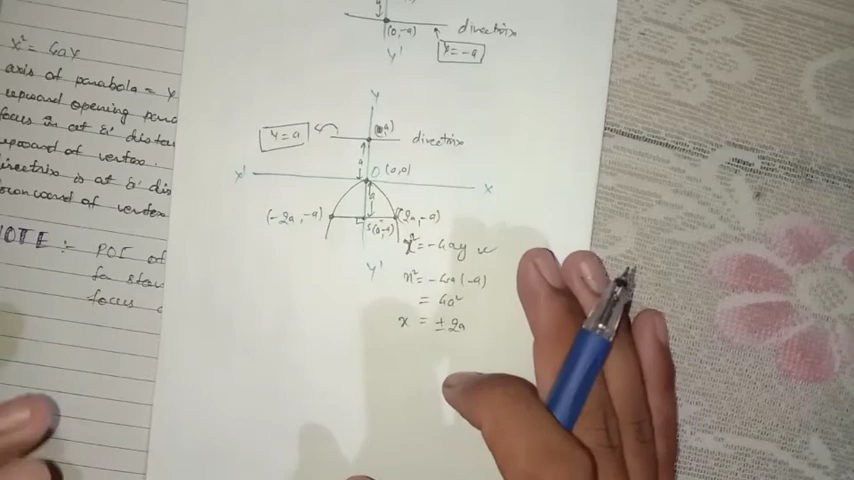 x² = 4ay
axis of parabola = Y
upward opening para
focus is at 'a' distan
upward of vertex.
directrix is at 'a' dis
downward of vertex
NOTE :- POI of
for stan
focus
(0,-a)
directrix
Y = -a
Y'
Y
Y = a
a)
directrix
a
O (0,0)
X'
X
a
(-2a, -a)
S(0,-a)
(2a, -a)
x² = -4ay
x² = -4a(-a)
= 4a²
x = ± 2a
Y'